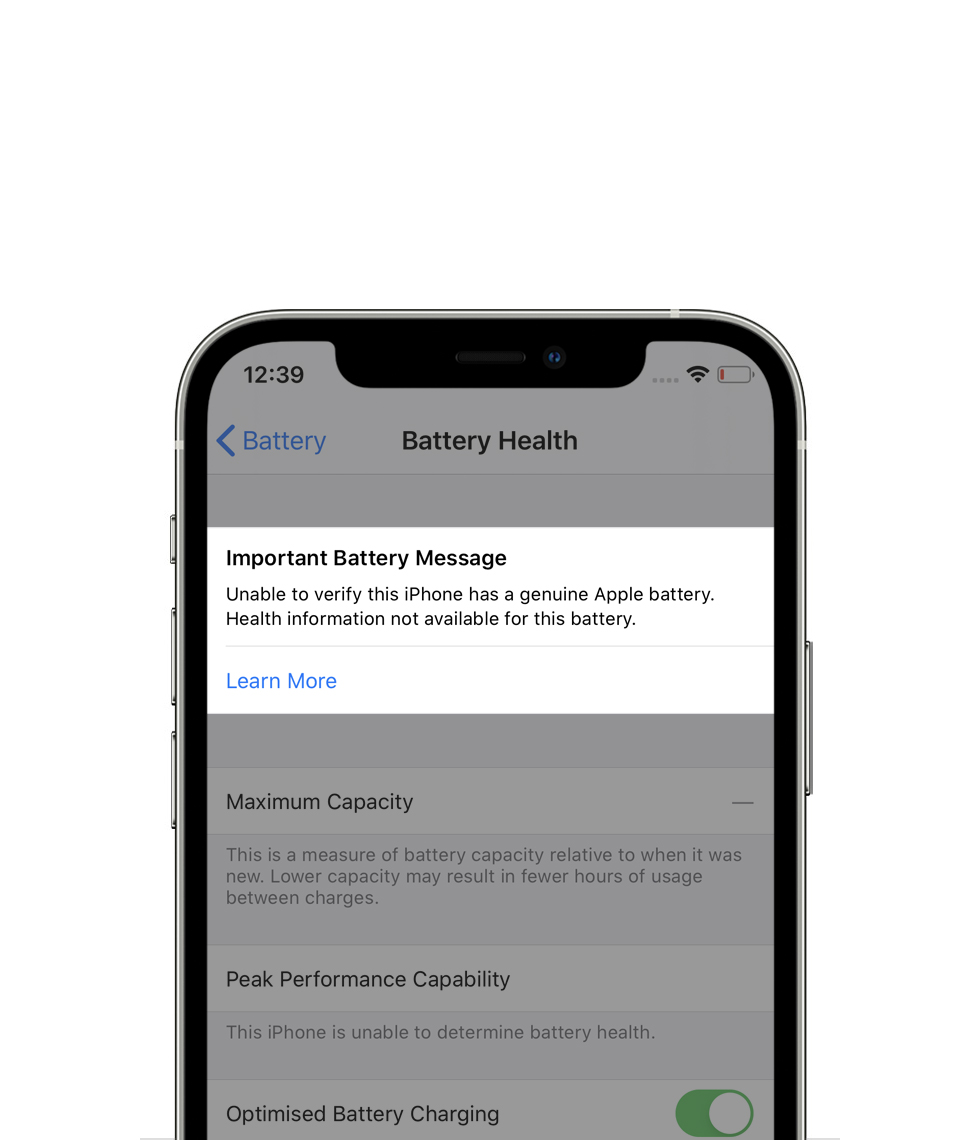 12:39
Battery
Battery Health
Important Battery Message
Unable to verify this iPhone has a genuine Apple battery.
Health information not available for this battery.
Learn More
Maximum Capacity —
This is a measure of battery capacity relative to when it was
new. Lower capacity may result in fewer hours of usage
between charges.
Peak Performance Capability
This iPhone is unable to determine battery health.
Optimised Battery Charging